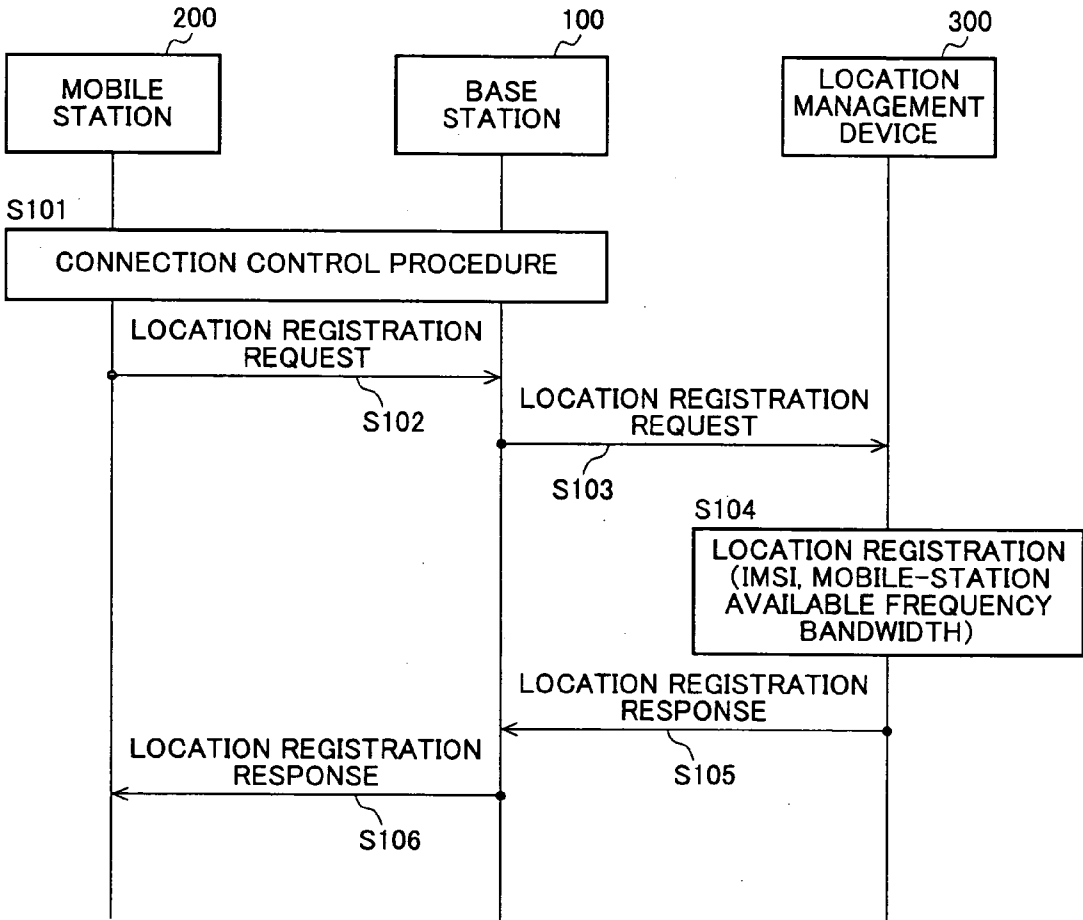 200
100
300
MOBILE
STATION
BASE
STATION
LOCATION
MANAGEMENT
DEVICE
S101
CONNECTION CONTROL PROCEDURE
LOCATION REGISTRATION
REQUEST
S102
LOCATION REGISTRATION
REQUEST
S103
S104
LOCATION REGISTRATION
(IMSI, MOBILE-STATION
AVAILABLE FREQUENCY
BANDWIDTH)
LOCATION REGISTRATION
RESPONSE
S105
LOCATION REGISTRATION
RESPONSE
S106